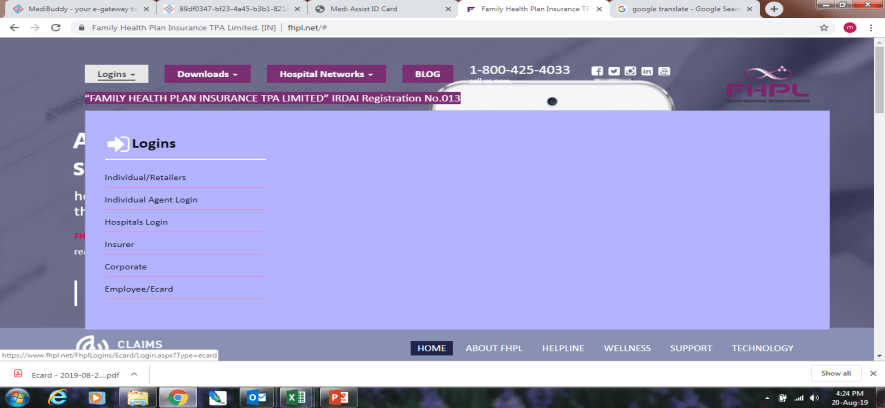 MediBuddy - your e-gateway to
89df0347-bf23-4a45-b3b1-821
Medi Assist ID Card
Family Health Plan Insurance TP
google translate - Google Sear
Family Health Plan Insurance TPA Limited. [IN] | fhpl.net/#
Logins
Downloads
Hospital Networks
BLOG
1-800-425-4033
call us now
FHPL
"FAMILY HEALTH PLAN INSURANCE TPA LIMITED" IRDAI Registration No.013
Logins
Individual/Retailers
Individual Agent Login
Hospitals Login
Insurer
Corporate
Employee/Ecard
CLAIMS
HOME
ABOUT FHPL
HELPLINE
WELLNESS
SUPPORT
TECHNOLOGY
https://www.fhpl.net/FhplLogins/Ecard/Login.aspx?Type=ecard
Ecard - 2019-08-2....pdf
Show all
4:24 PM
20-Aug-19